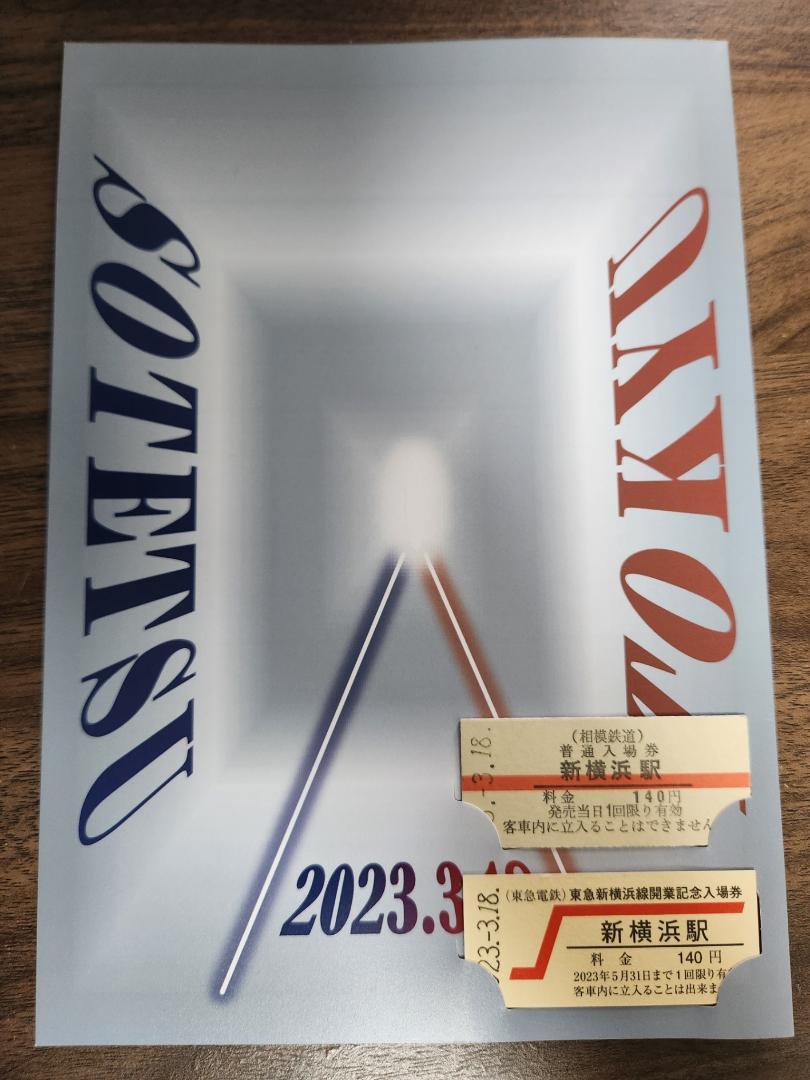 SOTETSU
TOKYU
2023.3.18
(相模鉄道)
普通入場券
新横浜駅
料金 140円
発売当日1回限り有効
客車内に立入ることはできません
-3.18.
(東急電鉄)東急新横浜線開業記念入場券
新横浜駅
料金 140円
2023年5月31日まで1回限り有
客車内に立入ることは出来ま
23.-3.18.